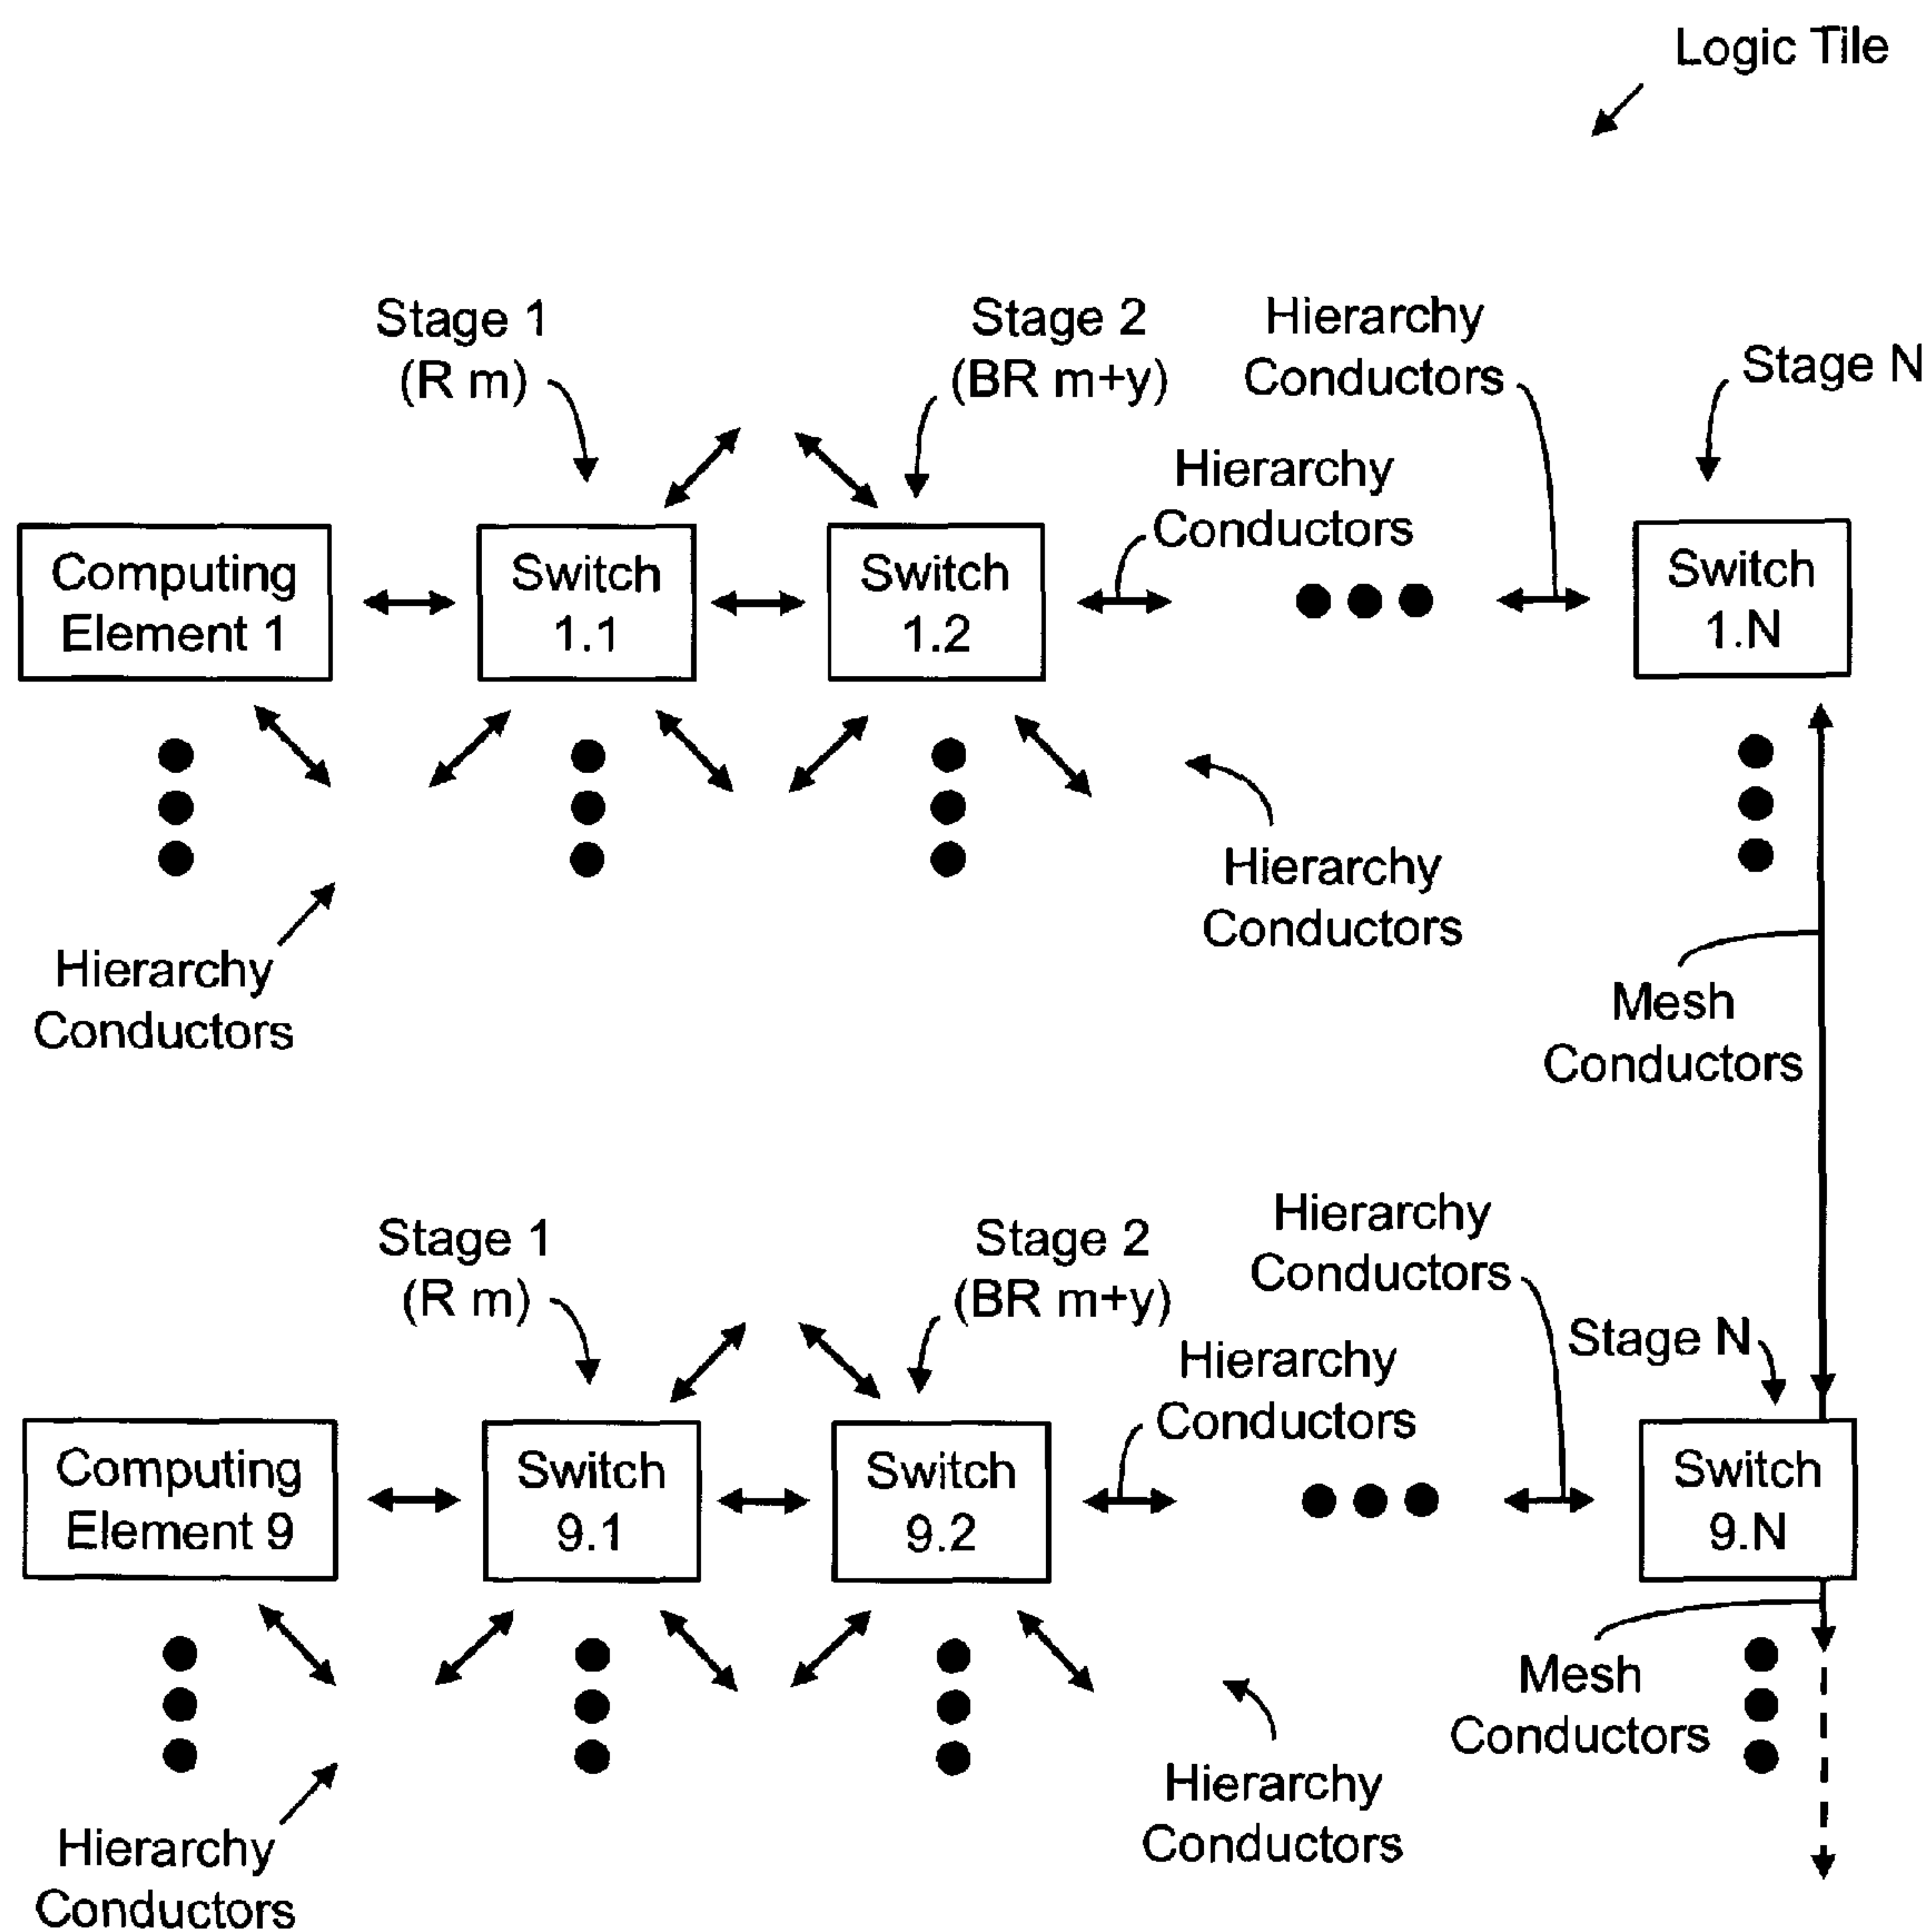 Logic Tile
Stage 1
(R m)
Stage 2
(BR m+y)
Hierarchy
Conductors
Stage N
Hierarchy
Conductors
Computing
Element 1
Switch
1.1
Switch
1.2
Switch
1.N
Hierarchy
Conductors
Hierarchy
Conductors
Mesh
Conductors
Stage 1
(R m)
Stage 2
(BR m+y)
Hierarchy
Conductors
Stage N
Hierarchy
Conductors
Computing
Element 9
Switch
9.1
Switch
9.2
Switch
9.N
Mesh
Conductors
Hierarchy
Conductors
Hierarchy
Conductors